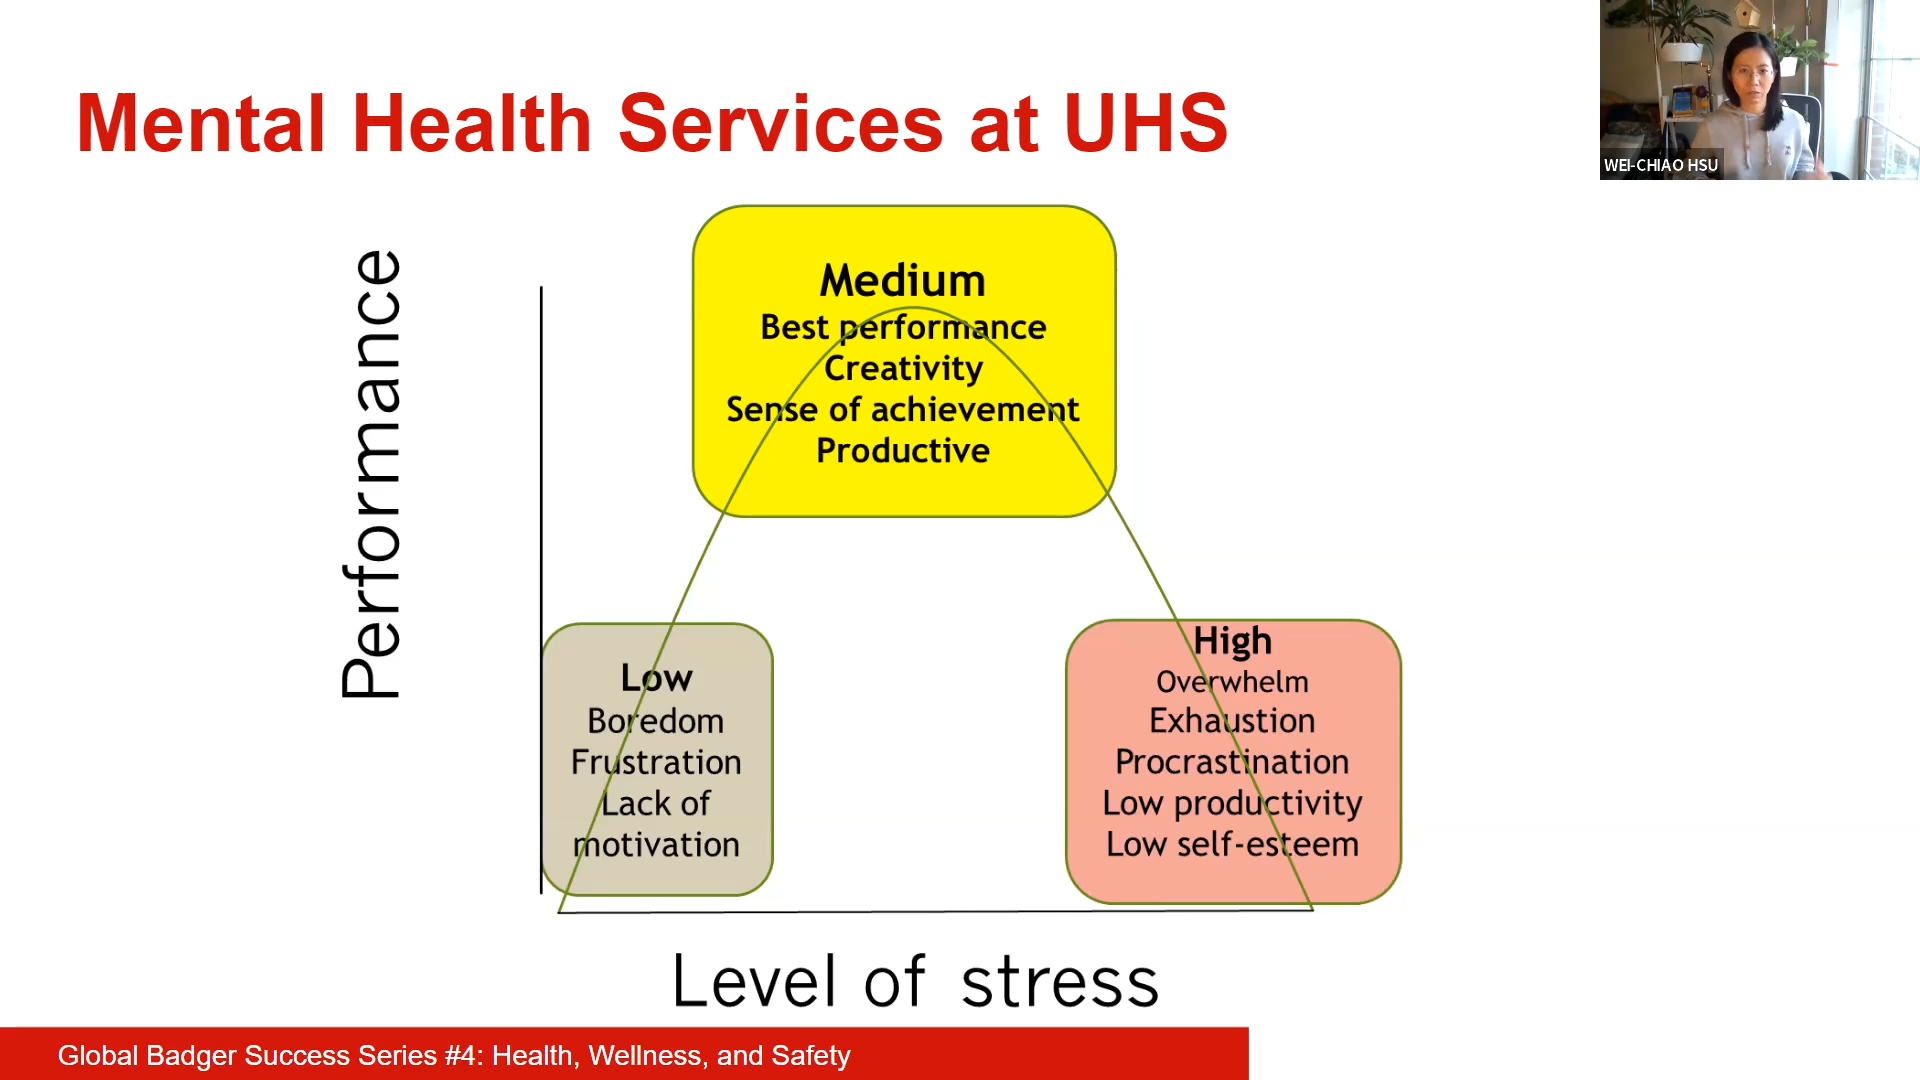 Mental Health Services at UHS
WEI-CHIAO HSU
Performance
Medium
Best performance
Creativity
Sense of achievement
Productive
Low
Boredom
Frustration
Lack of
motivation
High
Overwhelm
Exhaustion
Procrastination
Low productivity
Low self-esteem
Level of stress
Global Badger Success Series #4: Health, Wellness, and Safety